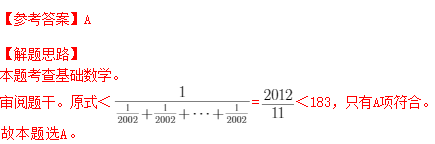 【参考答案】A
【解题思路】
本题考查基础数学。
审阅题干。原式＜ 1/(1/2002+1/2002+···+1/2002) = 2012/11 ＜183，只有A项符合。
故本题选A。